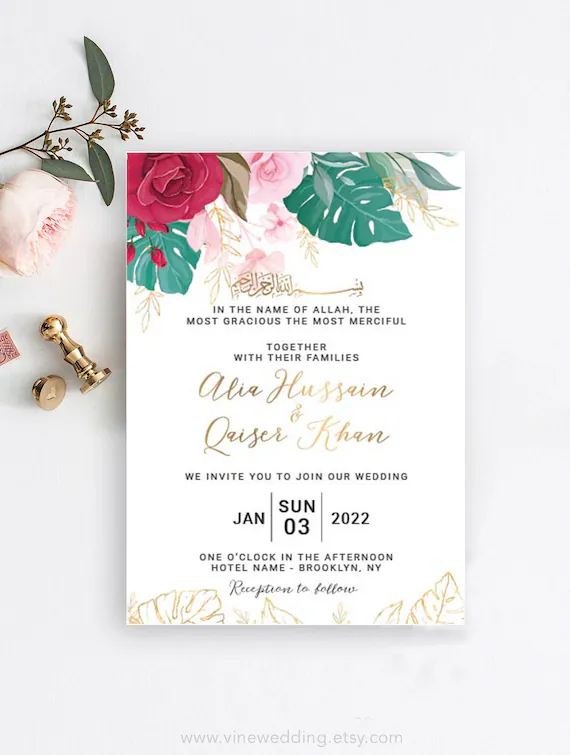 بسم الله الرحمن الرحيم
IN THE NAME OF ALLAH, THE
MOST GRACIOUS THE MOST MERCIFUL
TOGETHER
WITH THEIR FAMILIES
Alia Hussain
&
Qaiser Khan
WE INVITE YOU TO JOIN OUR WEDDING
JAN
SUN
03
2022
ONE O'CLOCK IN THE AFTERNOON
HOTEL NAME - BROOKLYN, NY
Reception to follow
www.vinewedding.etsy.com